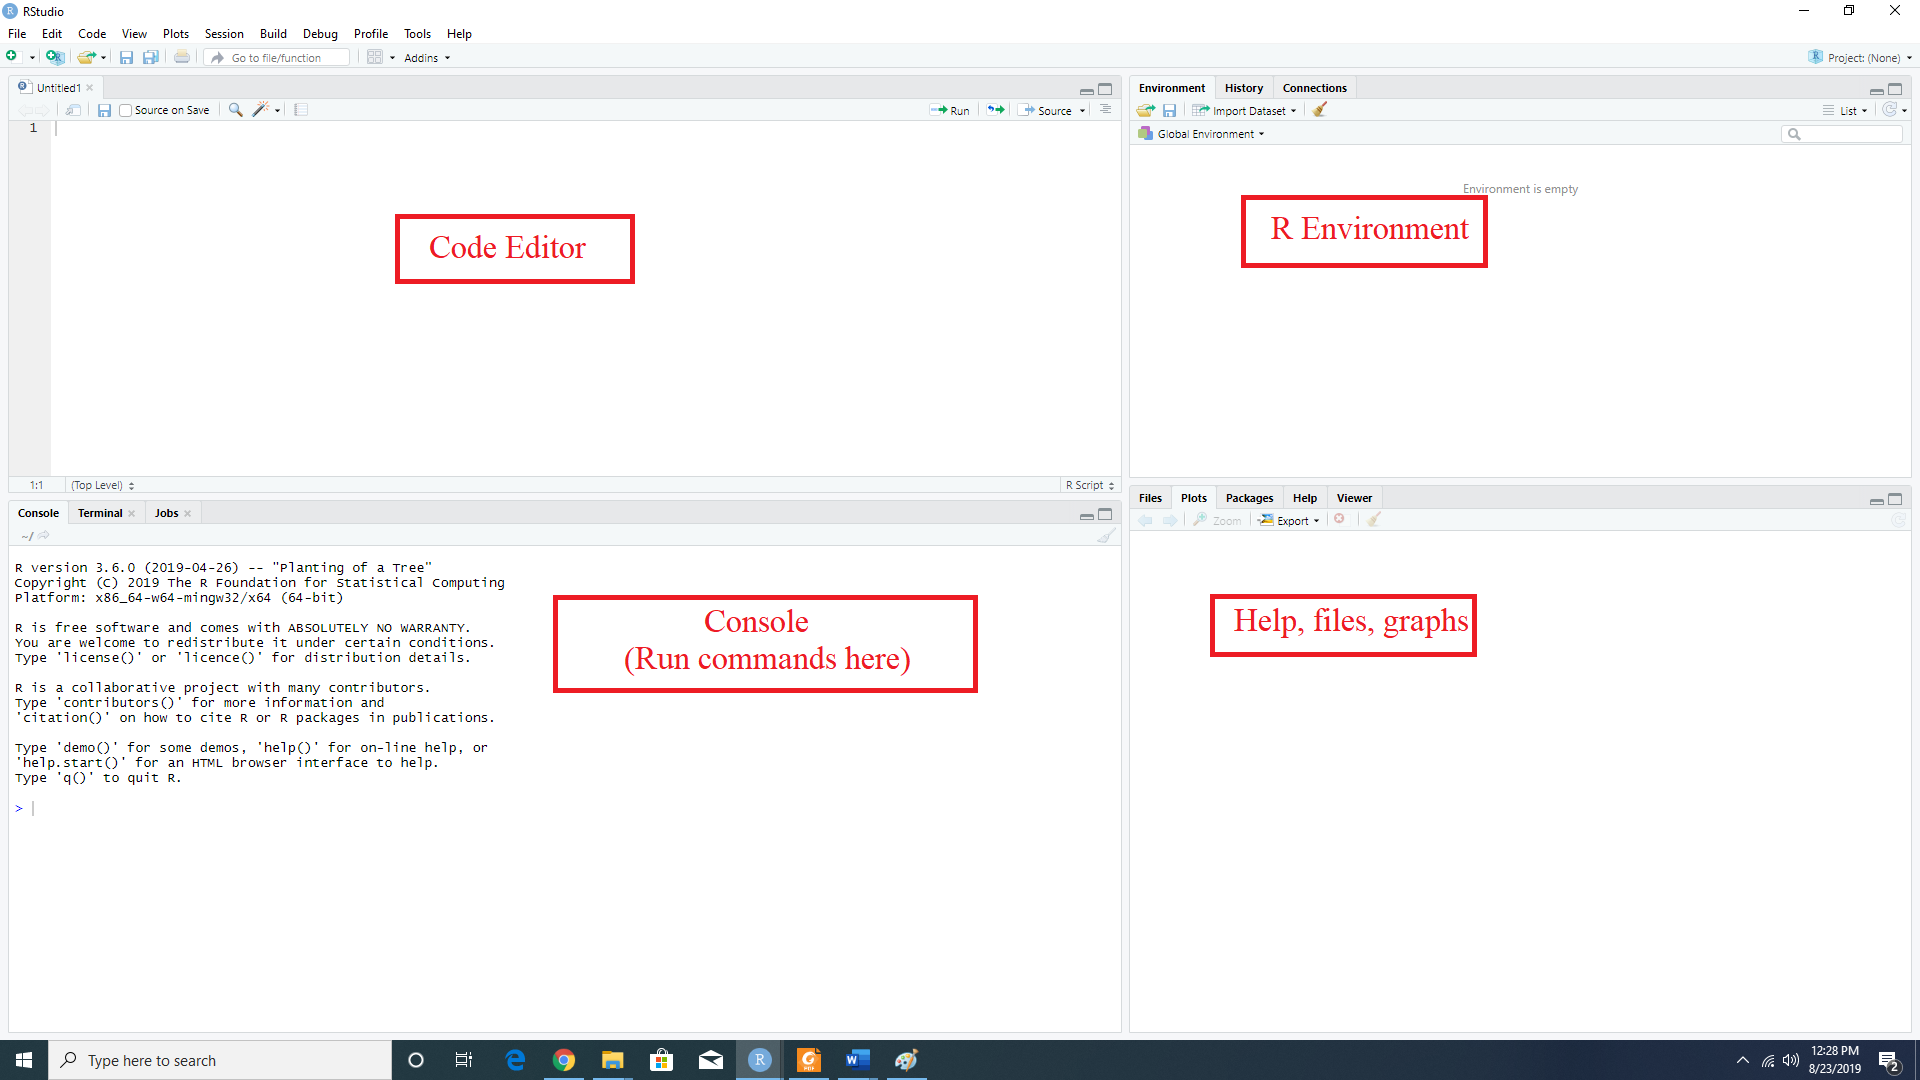 RStudio
File Edit Code View Plots Session Build Debug Profile Tools Help
Go to file/function Addins Project: (None)
Untitled1
Source on Save Run Source
1
Code Editor
1:1 (Top Level) R Script
Environment History Connections
Import Dataset List
Global Environment
Environment is empty
R Environment
Console Terminal Jobs
~/
R version 3.6.0 (2019-04-26) -- "Planting of a Tree"
Copyright (C) 2019 The R Foundation for Statistical Computing
Platform: x86_64-w64-mingw32/x64 (64-bit)
R is free software and comes with ABSOLUTELY NO WARRANTY.
You are welcome to redistribute it under certain conditions.
Type 'license()' or 'licence()' for distribution details.
R is a collaborative project with many contributors.
Type 'contributors()' for more information and
'citation()' on how to cite R or R packages in publications.
Type 'demo()' for some demos, 'help()' for on-line help, or
'help.start()' for an HTML browser interface to help.
Type 'q()' to quit R.
>
Console
(Run commands here)
Files Plots Packages Help Viewer
Zoom Export
Help, files, graphs
Type here to search
12:28 PM
8/23/2019
2